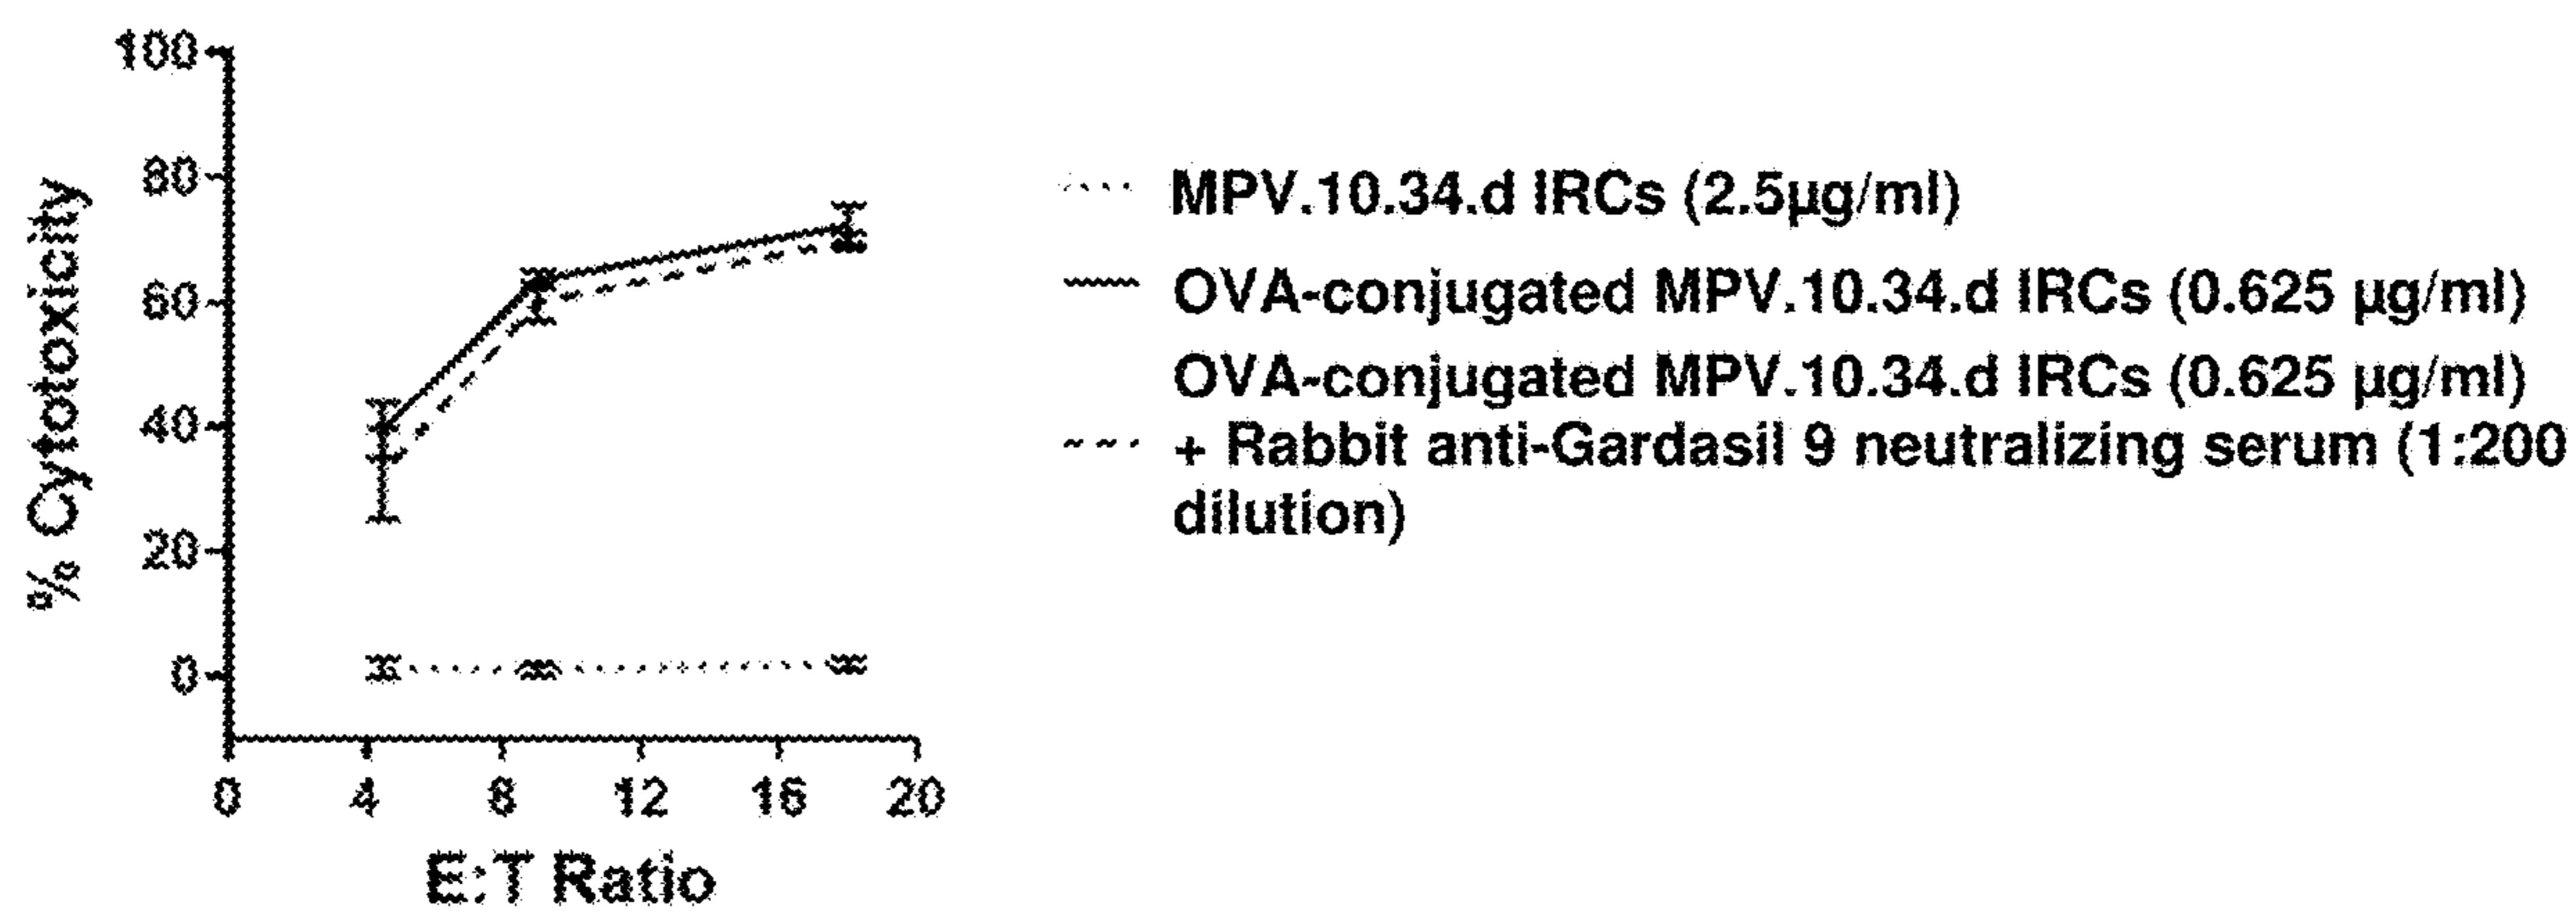 100
80
60
40
20
0
% Cytotoxicity
0 4 8 12 16 20
E:T Ratio
MPV.10.34.d IRCs (2.5µg/ml)
OVA-conjugated MPV.10.34.d IRCs (0.625 µg/ml)
OVA-conjugated MPV.10.34.d IRCs (0.625 µg/ml)
+ Rabbit anti-Gardasil 9 neutralizing serum (1:200
dilution)